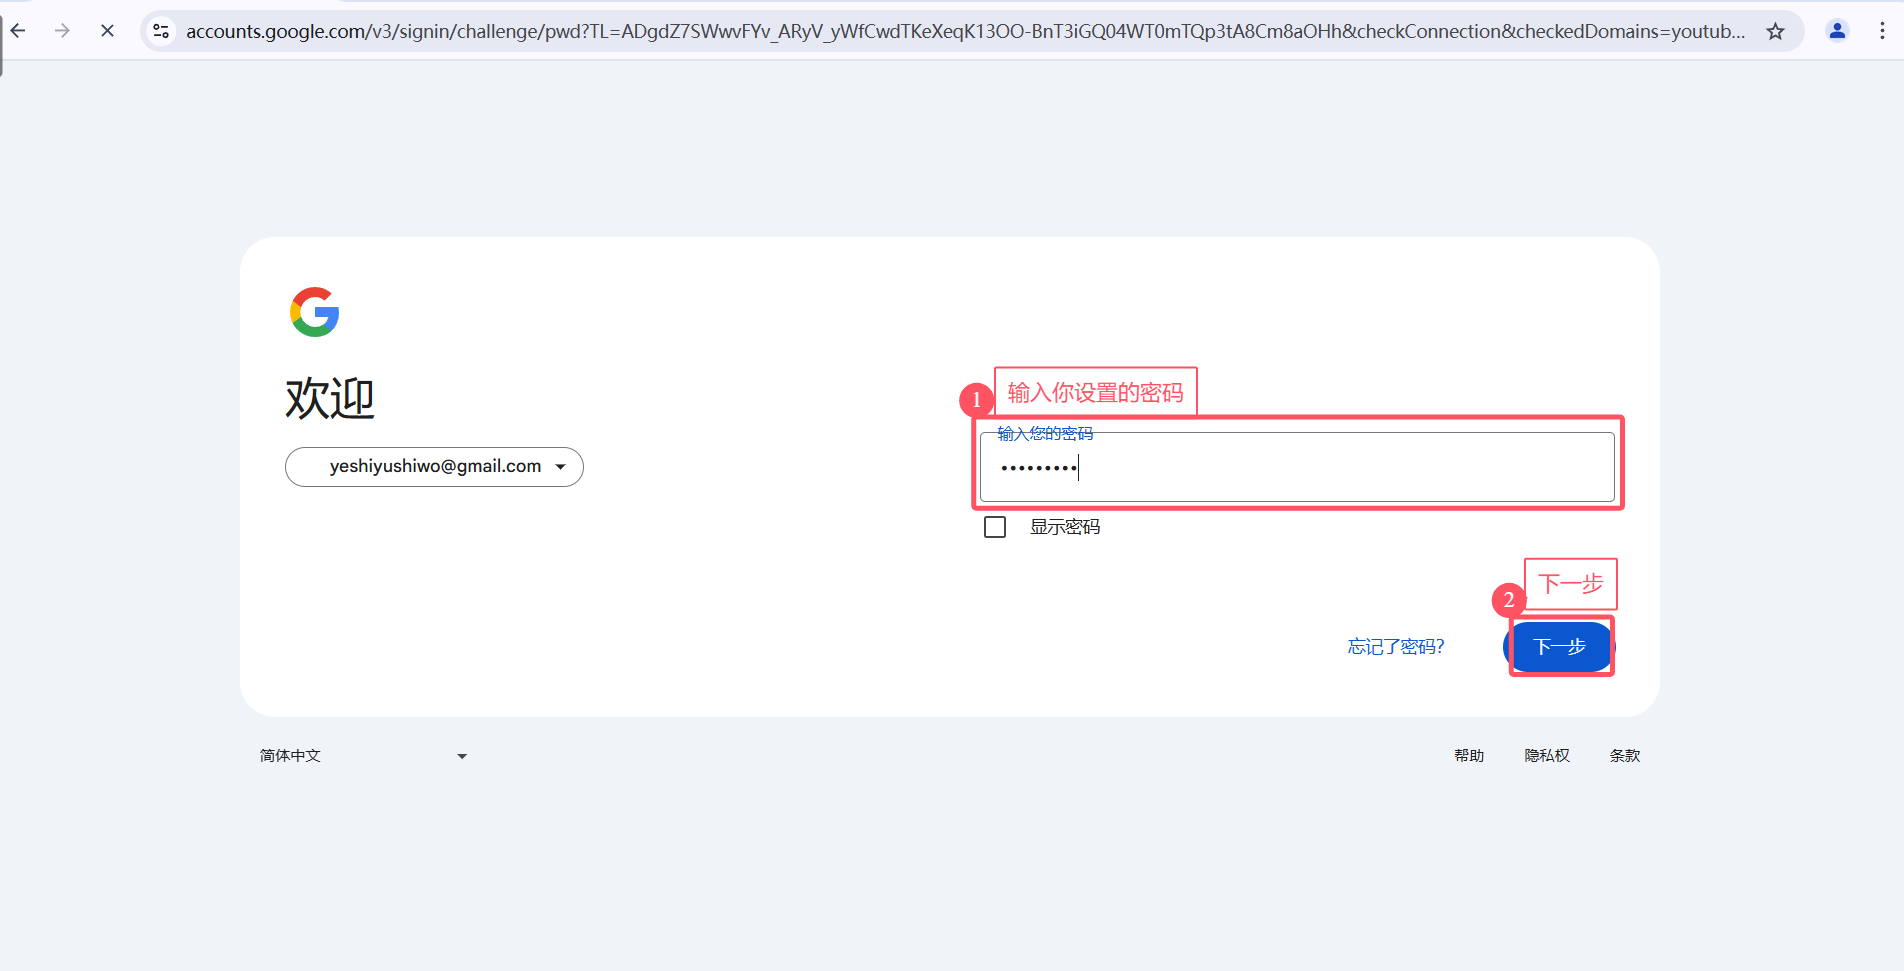 accounts.google.com/v3/signin/challenge/pwd?TL=ADgdZ7SWwvFYv_ARyV_yWfCwdTKeXeqK13OO-BnT3iGQ04WT0mTQp3tA8Cm8aOHh&checkConnection&checkedDomains=youtub...
欢迎
yeshiyushiwo@gmail.com
1
输入你设置的密码
输入您的密码
显示密码
2
下一步
忘记了密码?
下一步
简体中文
帮助
隐私权
条款